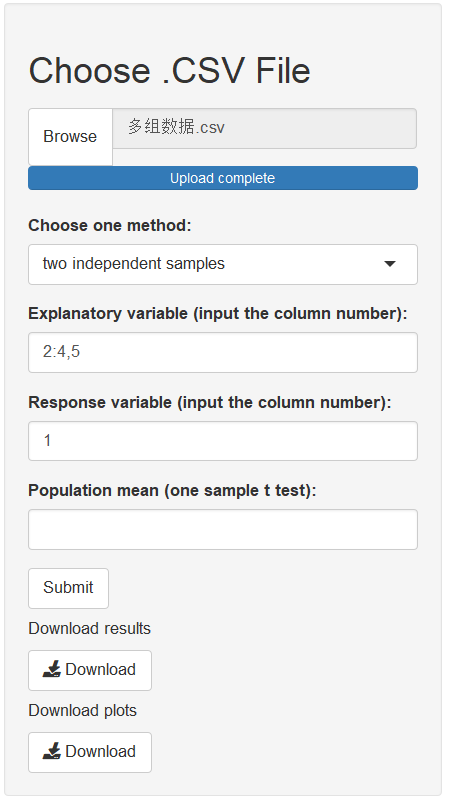 Choose .CSV File
Browse
多组数据.csv
Upload complete
Choose one method:
two independent samples
Explanatory variable (input the column number):
2:4,5
Response variable (input the column number):
1
Population mean (one sample t test):
Submit
Download results
Download
Download plots
Download